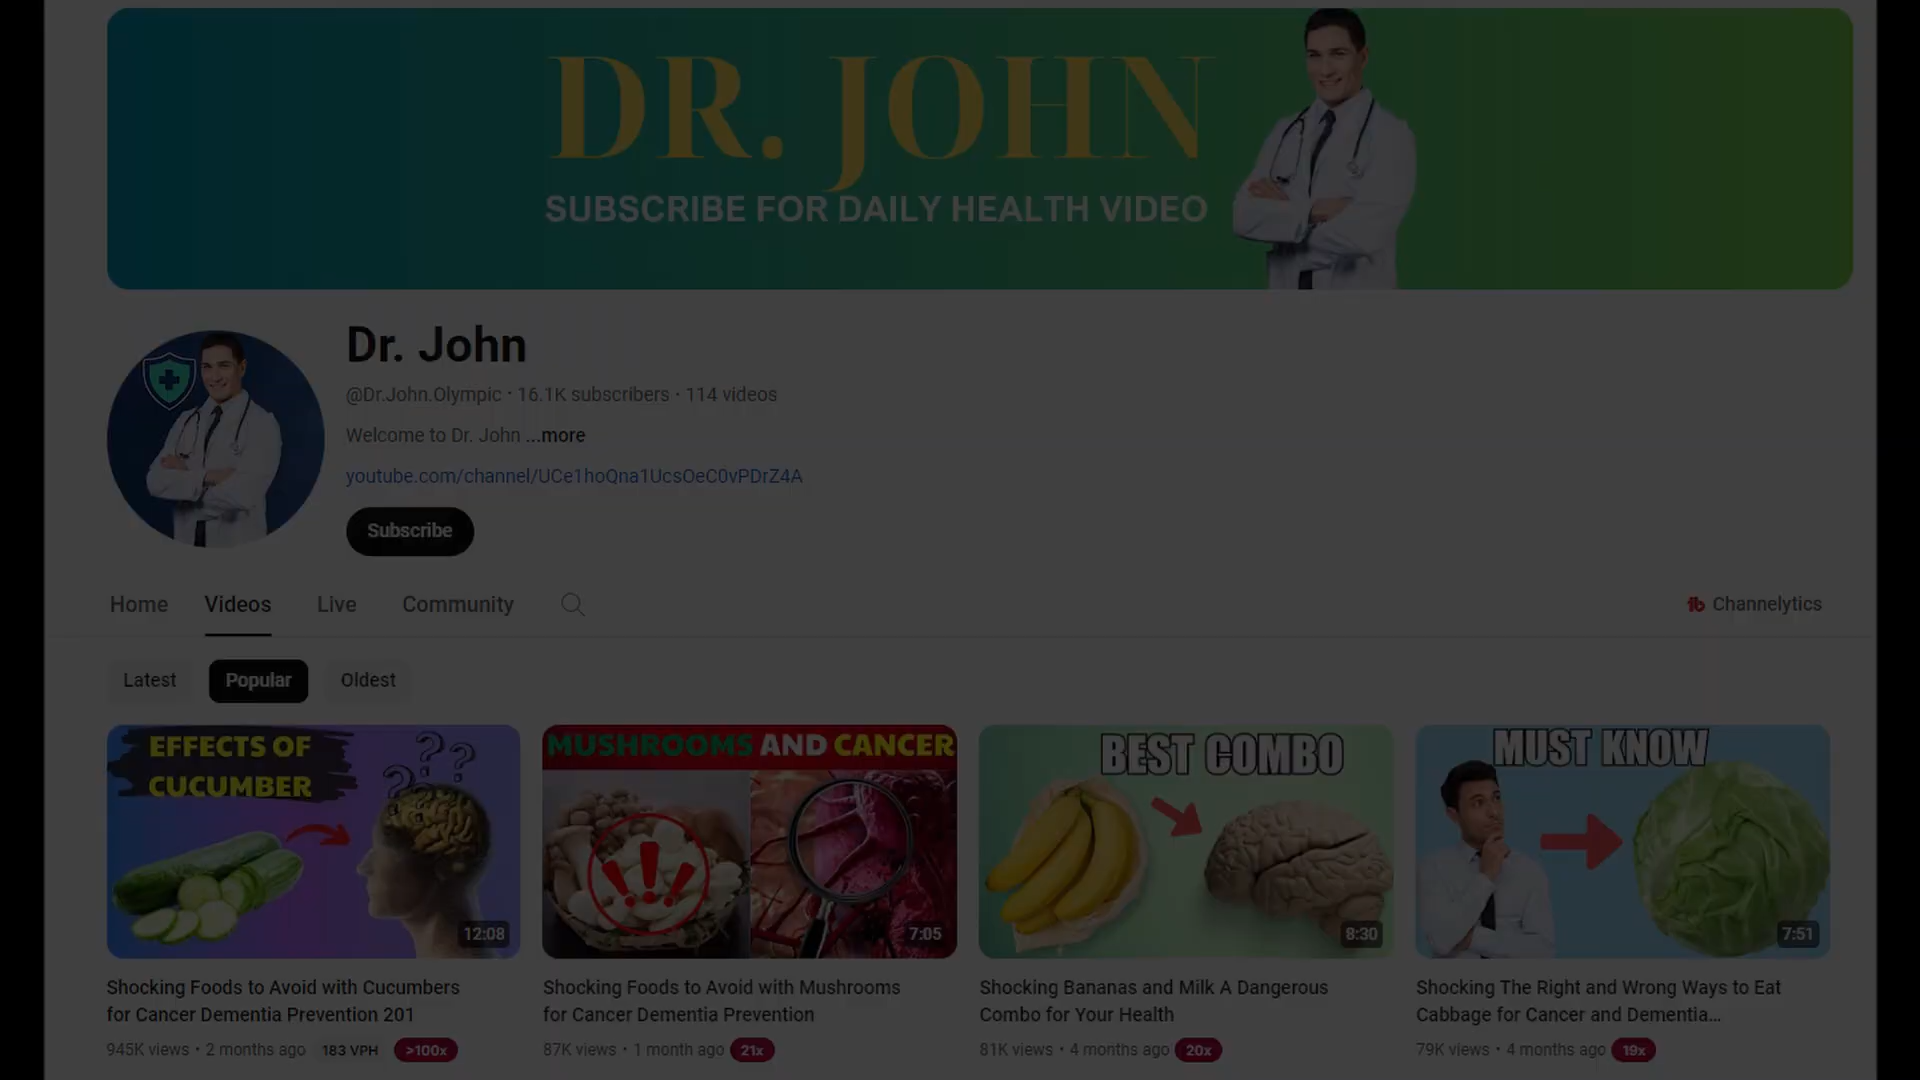 DR. JOHN
SUBSCRIBE FOR DAILY HEALTH VIDEO
Dr. John
@Dr.John.Olympic · 16.1K subscribers · 114 videos
Welcome to Dr. John ...more
youtube.com/channel/UCe1hoQna1UcsOeC0vPDrZ4A
Subscribe
Home Videos Live Community
Channelytics
Latest Popular Oldest
EFFECTS OF
CUCUMBER
???
12:08
MUSHROOMS AND CANCER
!!!
7:05
BEST COMBO
8:30
MUST KNOW
7:51
Shocking Foods to Avoid with Cucumbers
for Cancer Dementia Prevention 201
945K views • 2 months ago 183 VPH >100x
Shocking Foods to Avoid with Mushrooms
for Cancer Dementia Prevention
87K views • 1 month ago 21x
Shocking Bananas and Milk A Dangerous
Combo for Your Health
81K views • 4 months ago 20x
Shocking The Right and Wrong Ways to Eat
Cabbage for Cancer and Dementia...
79K views • 4 months ago 19x